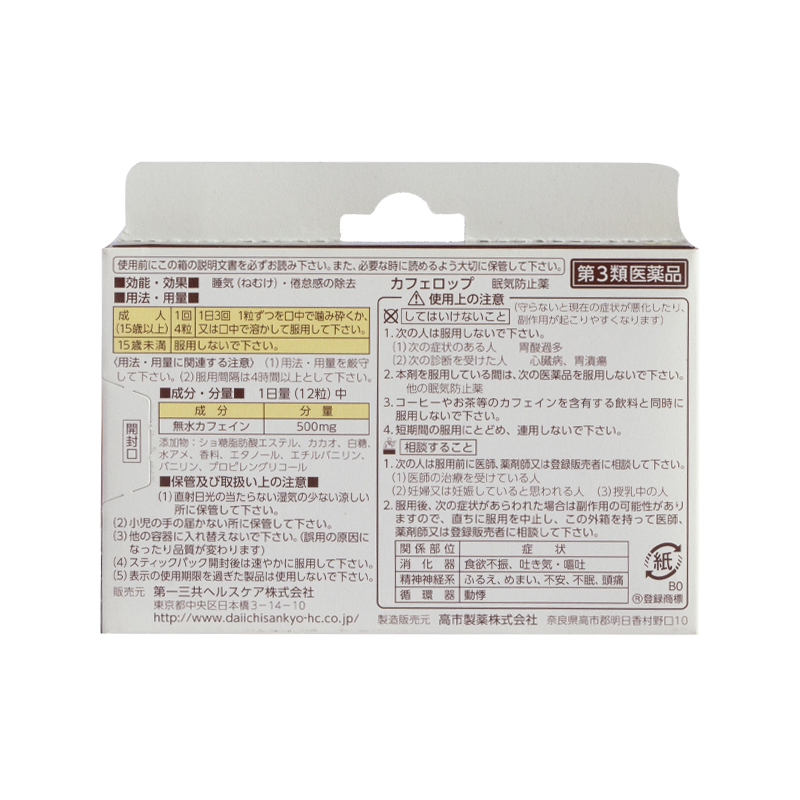 使用前にこの箱の説明文書を必ずお読み下さい。また、必要な時に読めるよう大切に保管して下さい。
第3類医薬品
■効能・効果■ 睡気(ねむけ)・倦怠感の除去
■用法・用量■
成人(15歳以上) 1回4粒 1日3回 1粒ずつを口中で噛み砕くか、又は口中で溶かして服用して下さい。
15歳未満 服用しないで下さい。
〈用法・用量に関連する注意〉 (1)用法・用量を厳守
して下さい。(2)服用間隔は4時間以上として下さい。
開封口
■成分・分量■ 1日量(12粒)中
成分 分量
無水カフェイン 500mg
添加物:ショ糖脂肪酸エステル、カカオ、白糖、
水アメ、香料、エタノール、エチルバニリン、
バニリン、プロピレングリコール
■保管及び取扱い上の注意■
(1)直射日光の当たらない湿気の少ない涼しい
所に保管して下さい。
(2)小児の手の届かない所に保管して下さい。
(3)他の容器に入れ替えないで下さい。(誤用の原因に
なったり品質が変わります)
(4)スティックパック開封後は速やかに服用して下さい。
(5)表示の使用期限を過ぎた製品は使用しないで下さい。
販売元 第一三共ヘルスケア株式会社
東京都中央区日本橋3-14-10
http://www.daiichisankyo-hc.co.jp/
カフェロップ 眠気防止薬
使用上の注意
してはいけないこと (守らないと現在の症状が悪化したり、
副作用が起こりやすくなります)
1.次の人は服用しないで下さい。
(1)次の症状のある人 胃酸過多
(2)次の診断を受けた人 心臓病、胃潰瘍
2.本剤を服用している間は、次の医薬品を服用しないで下さい。
他の眠気防止薬
3.コーヒーやお茶等のカフェインを含有する飲料と同時に
服用しないで下さい。
4.短期間の服用にとどめ、連用しないで下さい。
相談すること
1.次の人は服用前に医師、薬剤師又は登録販売者に相談して下さい。
(1)医師の治療を受けている人
(2)妊婦又は妊娠していると思われる人 (3)授乳中の人
2.服用後、次の症状があらわれた場合は副作用の可能性があり
ますので、直ちに服用を中止し、この外箱を持って医師、
薬剤師又は登録販売者に相談して下さい。
関係部位 症状
消化器 食欲不振、吐き気・嘔吐
精神神経系 ふるえ、めまい、不安、不眠、頭痛
循環器 動悸
紙
B0
®登録商標
製造販売元 高市製薬株式会社 奈良県高市郡明日香村野口10